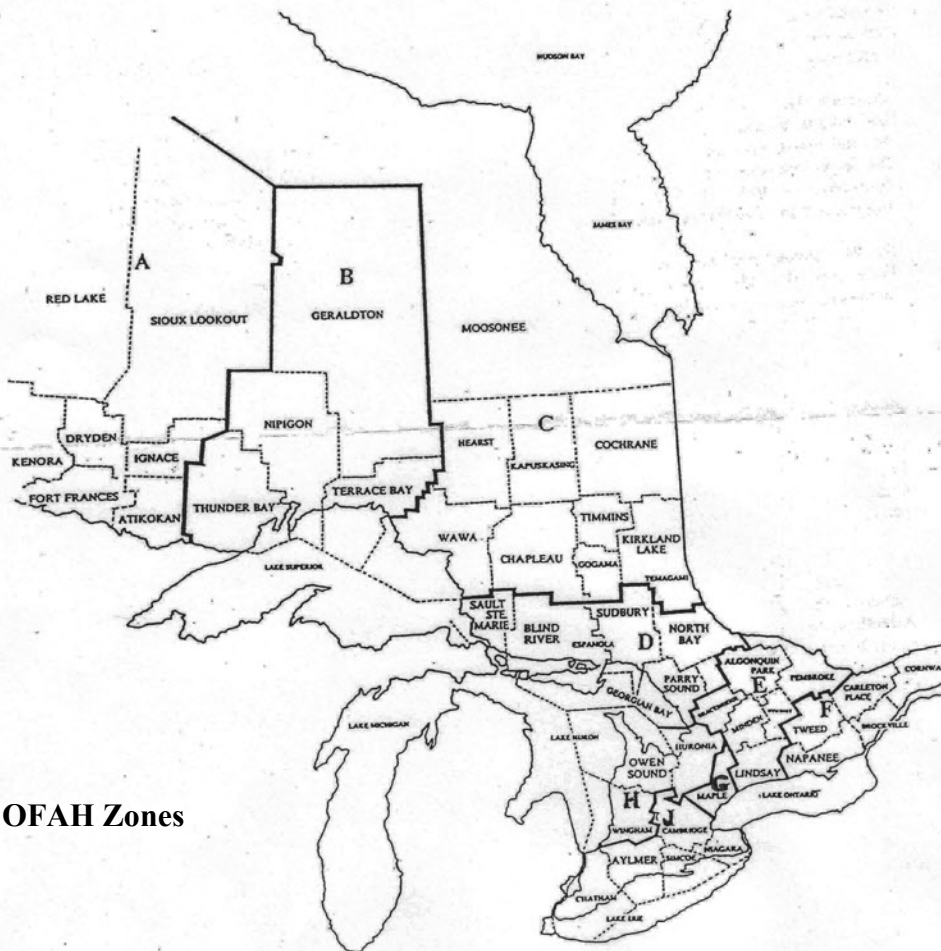 HUDSON BAY
JAMES BAY
A
B
RED LAKE
SIOUX LOOKOUT
GERALDTON
MOOSONEE
NIPIGON
C
DRYDEN
HEARST
COCHRANE
KENORA
IGNACE
KAPUSKASING
FORT FRANCES
TERRACE BAY
ATIKOKAN
THUNDER BAY
TIMMINS
WAWA
KIRKLAND
LAKE
CHAPLEAU
GOGAMA
LAKE SUPERIOR
TEMAGAMI
SAULT
STE
MARIE
SUDBURY
BLIND
RIVER
NORTH
BAY
D
ESPANOLA
ALGONQUIN
PARK
PEMBROKE
CORNWA
PARRY
SOUND
E
CARLETON
PLACE
GEORGIAN BAY
F
BROCKVILLE
LAKE MICHIGAN
MINDEN
TWEED
LAKE HURON
HURONIA
NAPANEE
OWEN
SOUND
LINDSAY
G
MAPLE
LAKE ONTARIO
H
J
OFAH Zones
WINGHAM
CAMBRIDGE
NIAGARA
AYLMER
SIMCOE
CHATHAM
LAKE ERIE